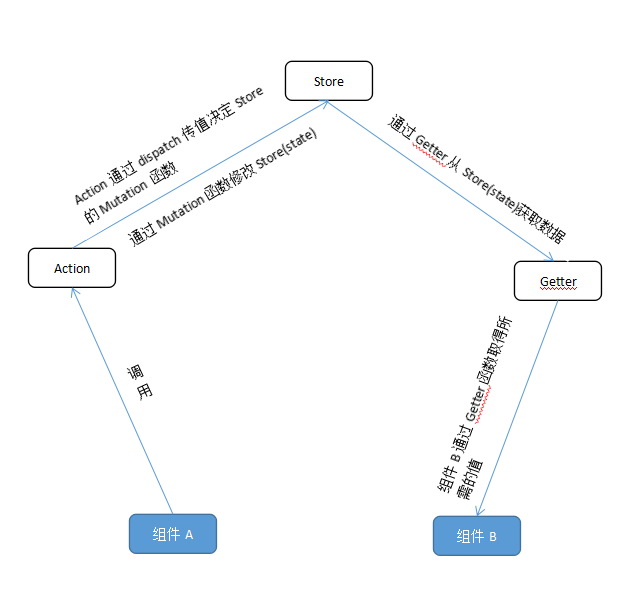 Store
Action 通过 dispatch 传值决定 Store
的 Mutation 函数
通过 Mutation 函数修改 Store(state)
通过 Getter 从 Store(state)获取数据
Action
Getter
调
用
组件 B 通过 Getter 函数取得所
需的值
组件 A
组件 B